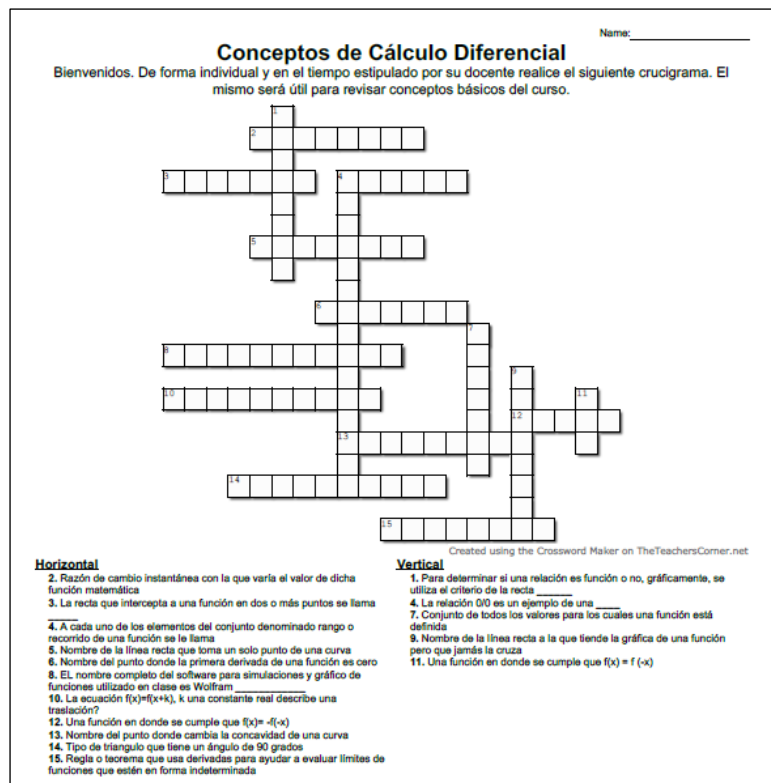 Name:
Conceptos de Cálculo Diferencial
Bienvenidos. De forma individual y en el tiempo estipulado por su docente realice el siguiente crucigrama. El
mismo será útil para revisar conceptos básicos del curso.
1
2
3
4
5
6
7
8
9
10
11
12
13
14
15
Created using the Crossword Maker on TheTeachersCorner.net
Horizontal
2. Razón de cambio instantánea con la que varía el valor de dicha
función matemática
3. La recta que intercepta a una función en dos o más puntos se llama
_____
4. A cada uno de los elementos del conjunto denominado rango o
recorrido de una función se le llama
5. Nombre de la línea recta que toma un solo punto de una curva
6. Nombre del punto donde la primera derivada de una función es cero
8. EL nombre completo del software para simulaciones y gráfico de
funciones utilizado en clase es Wolfram ____________
10. La ecuación f(x)=f(x+k), k una constante real describe una
traslación?
12. Una función en donde se cumple que f(x)= -f(-x)
13. Nombre del punto donde cambia la concavidad de una curva
14. Tipo de triangulo que tiene un ángulo de 90 grados
15. Regla o teorema que usa derivadas para ayudar a evaluar límites de
funciones que estén en forma indeterminada
Vertical
1. Para determinar si una relación es función o no, gráficamente, se
utiliza el criterio de la recta ______
4. La relación 0/0 es un ejemplo de una ____
7. Conjunto de todos los valores para los cuales una función está
definida
9. Nombre de la línea recta a la que tiende la gráfica de una función
pero que jamás la cruza
11. Una función en donde se cumple que f(x) = f (-x)